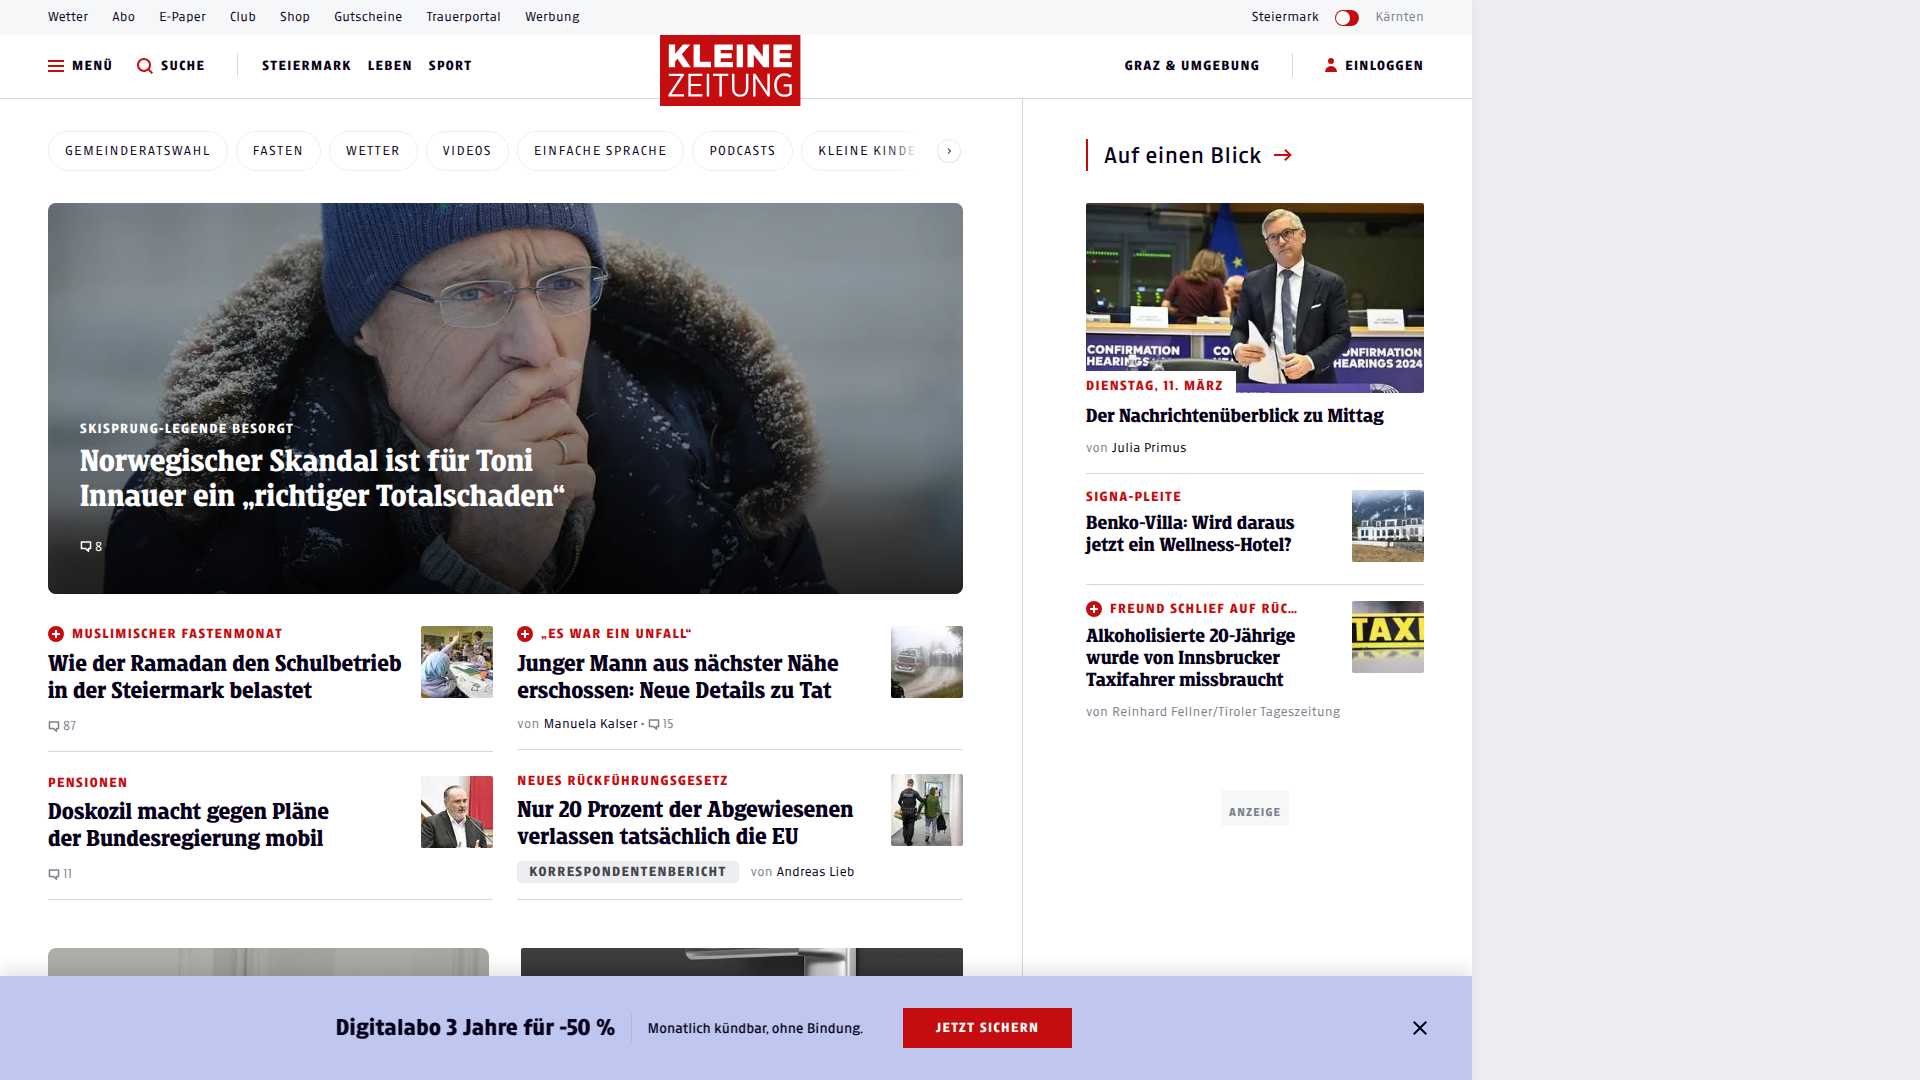 Wetter Abo E-Paper Club Shop Gutscheine Trauerportal Werbung
Steiermark Kärnten
MENÜ SUCHE STEIERMARK LEBEN SPORT
KLEINE
ZEITUNG
GRAZ & UMGEBUNG EINLOGGEN
GEMEINDERATSWAHL FASTEN WETTER VIDEOS EINFACHE SPRACHE PODCASTS KLEINE KINDE
SKISPRUNG-LEGENDE BESORGT
Norwegischer Skandal ist für Toni
Innauer ein „richtiger Totalschaden“
8
MUSLIMISCHER FASTENMONAT
Wie der Ramadan den Schulbetrieb
in der Steiermark belastet
87
„ES WAR EIN UNFALL“
Junger Mann aus nächster Nähe
erschossen: Neue Details zu Tat
von Manuela Kalser • 15
PENSIONEN
Doskozil macht gegen Pläne
der Bundesregierung mobil
11
NEUES RÜCKFÜHRUNGSGESETZ
Nur 20 Prozent der Abgewiesenen
verlassen tatsächlich die EU
KORRESPONDENTENBERICHT von Andreas Lieb
Auf einen Blick
CONFIRMATION
HEARINGS
CO
ONFIRMATION
HEARINGS 2024
DIENSTAG, 11. MÄRZ
Der Nachrichtenüberblick zu Mittag
von Julia Primus
SIGNA-PLEITE
Benko-Villa: Wird daraus
jetzt ein Wellness-Hotel?
FREUND SCHLIEF AUF RÜC…
Alkoholisierte 20-Jährige
wurde von Innsbrucker
Taxifahrer missbraucht
von Reinhard Fellner/Tiroler Tageszeitung
TAXI
ANZEIGE
Digitalabo 3 Jahre für -50 %
Monatlich kündbar, ohne Bindung.
JETZT SICHERN